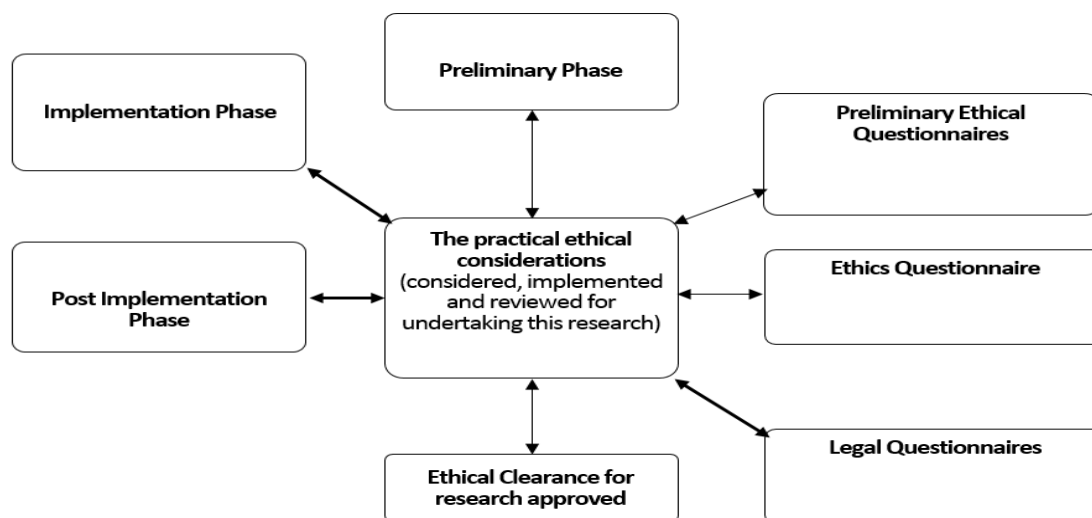 Preliminary Phase
Implementation Phase
Preliminary Ethical
Questionnaires
The practical ethical
considerations
(considered, implemented
and reviewed for
undertaking this research)
Ethics Questionnaire
Post Implementation
Phase
Legal Questionnaires
Ethical Clearance for
research approved